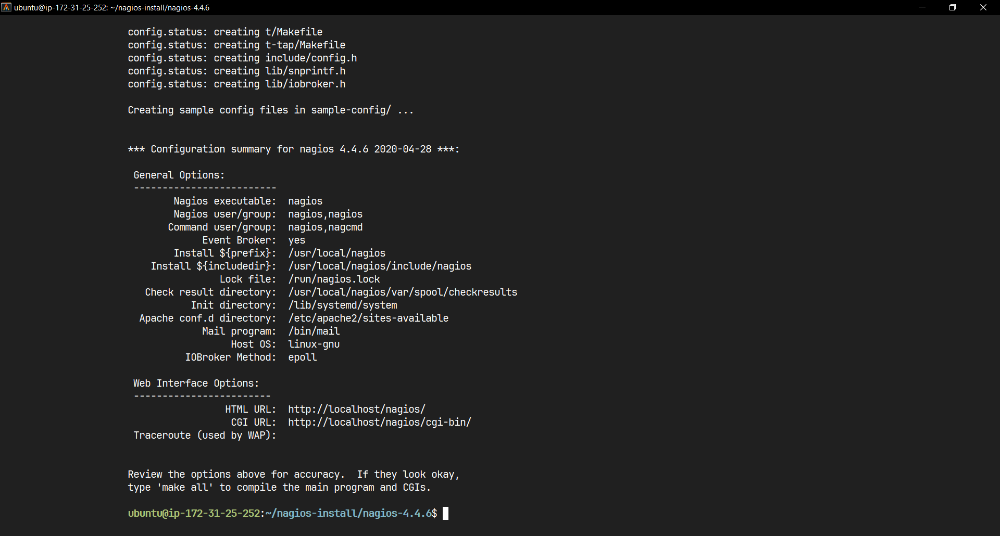 ubuntu@ip-172-31-25-252: ~/nagios-install/nagios-4.4.6
config.status: creating t/Makefile
config.status: creating t-tap/Makefile
config.status: creating include/config.h
config.status: creating lib/snprintf.h
config.status: creating lib/iobroker.h
Creating sample config files in sample-config/ ...
*** Configuration summary for nagios 4.4.6 2020-04-28 ***:
General Options:
-------------------------
Nagios executable:  nagios
Nagios user/group:  nagios,nagios
Command user/group:  nagios,nagcmd
Event Broker:  yes
Install ${prefix}:  /usr/local/nagios
Install ${includedir}:  /usr/local/nagios/include/nagios
Lock file:  /run/nagios.lock
Check result directory:  /usr/local/nagios/var/spool/checkresults
Init directory:  /lib/systemd/system
Apache conf.d directory:  /etc/apache2/sites-available
Mail program:  /bin/mail
Host OS:  linux-gnu
IOBroker Method:  epoll
Web Interface Options:
------------------------
HTML URL:  http://localhost/nagios/
CGI URL:  http://localhost/nagios/cgi-bin/
Traceroute (used by WAP):
Review the options above for accuracy.  If they look okay,
type 'make all' to compile the main program and CGIs.
ubuntu@ip-172-31-25-252:~/nagios-install/nagios-4.4.6$